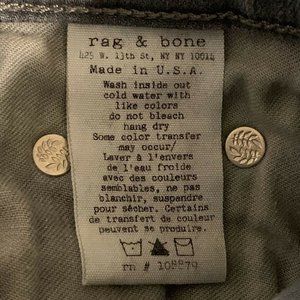 rag & bone
425 W. 13th St, NY NY 10014
Made in U.S.A.
Wash inside out
cold water with
like colors
do not bleach
hang dry
Some color transfer
may occur/
Laver à l'envers
de l'eau froide
avec des couleurs
semblables, ne pas
blanchir, suspendre
pour sécher. Certains
de transfert de couleur
peuvent se produire.
rn #